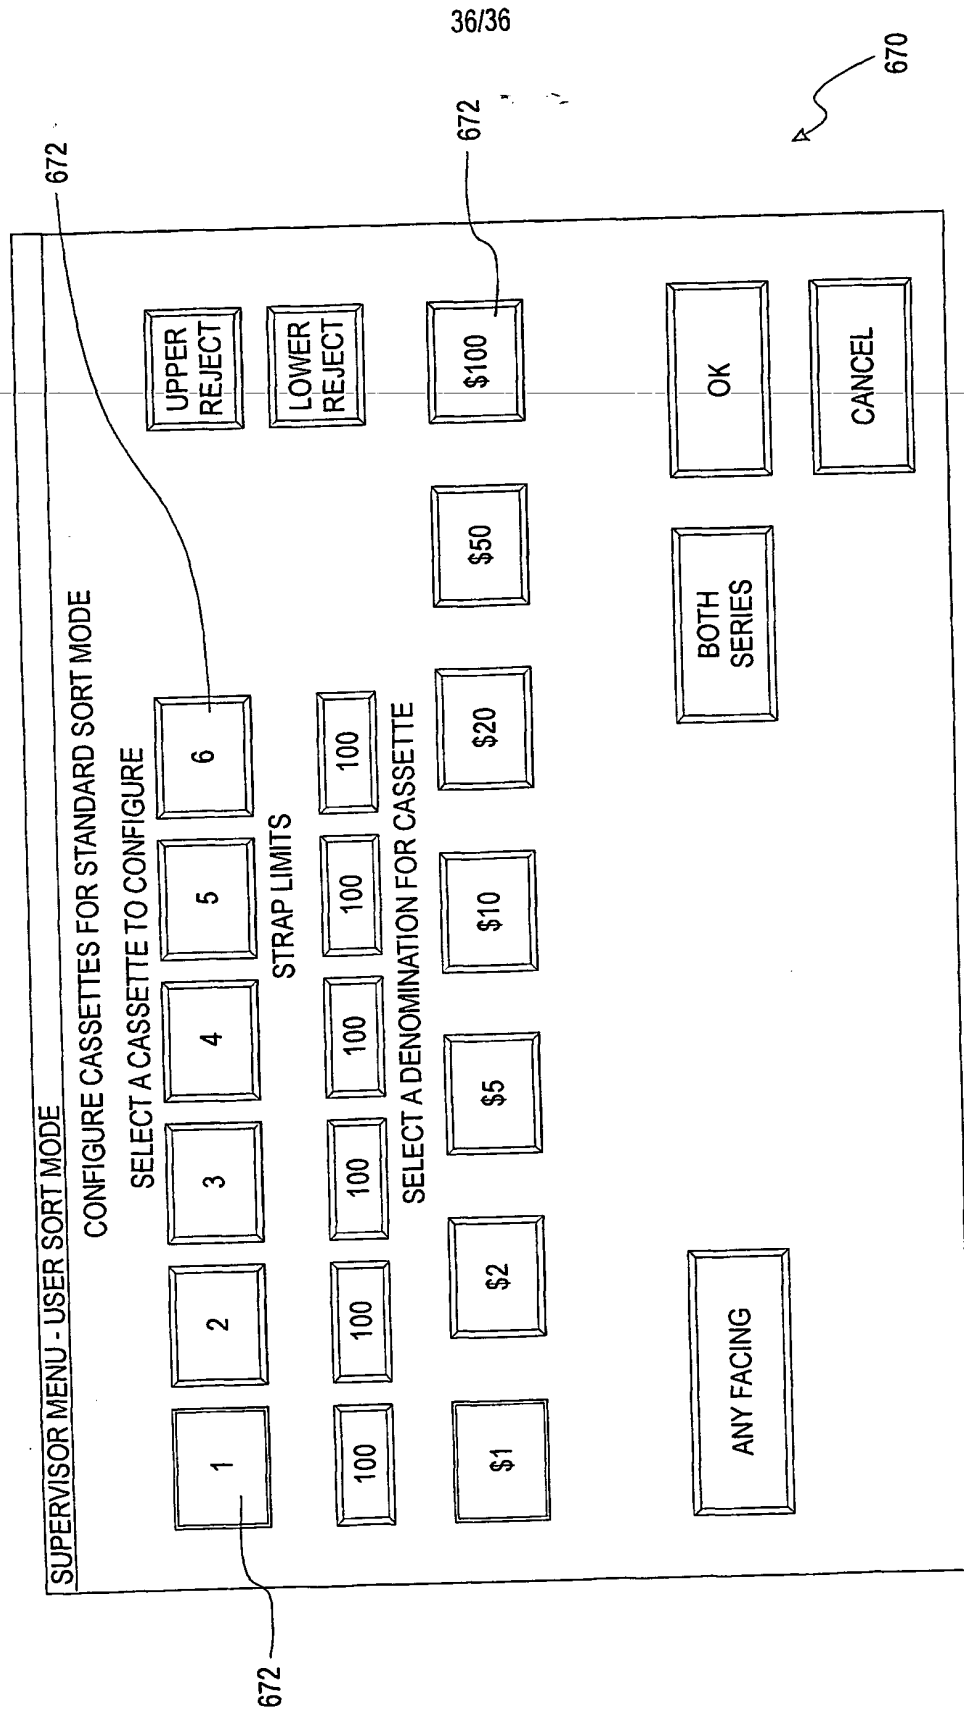 36/36
SUPERVISOR MENU - USER SORT MODE
CONFIGURE CASSETTES FOR STANDARD SORT MODE
SELECT A CASSETTE TO CONFIGURE
1 2 3 4 5 6
UPPER
REJECT
STRAP LIMITS
LOWER
REJECT
100 100 100 100 100 100
SELECT A DENOMINATION FOR CASSETTE
$1 $2 $5 $10 $20 $50 $100
ANY FACING
BOTH
SERIES
OK
CANCEL
672
672
672
670